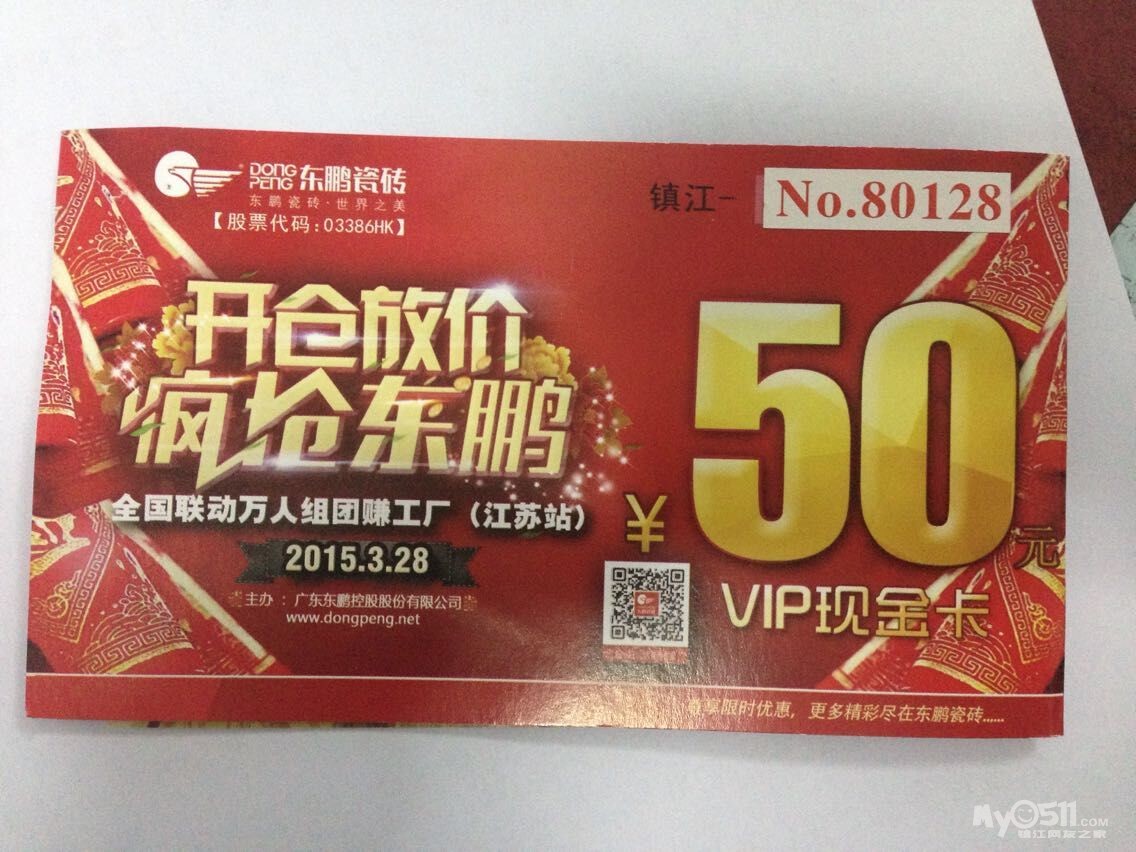 DONG PENG 东鹏瓷砖
东鹏瓷砖·世界之美
【股票代码:03386HK】
镇江-
No.80128
开仓放价
疯抢东鹏
全国联动万人组团赚工厂（江苏站）
2015.3.28
主办：广东东鹏控股股份有限公司
www.dongpeng.net
¥50元
VIP现金卡
尊享限时优惠，更多精彩尽在东鹏瓷砖......
My0511.COM
镇江网友之家